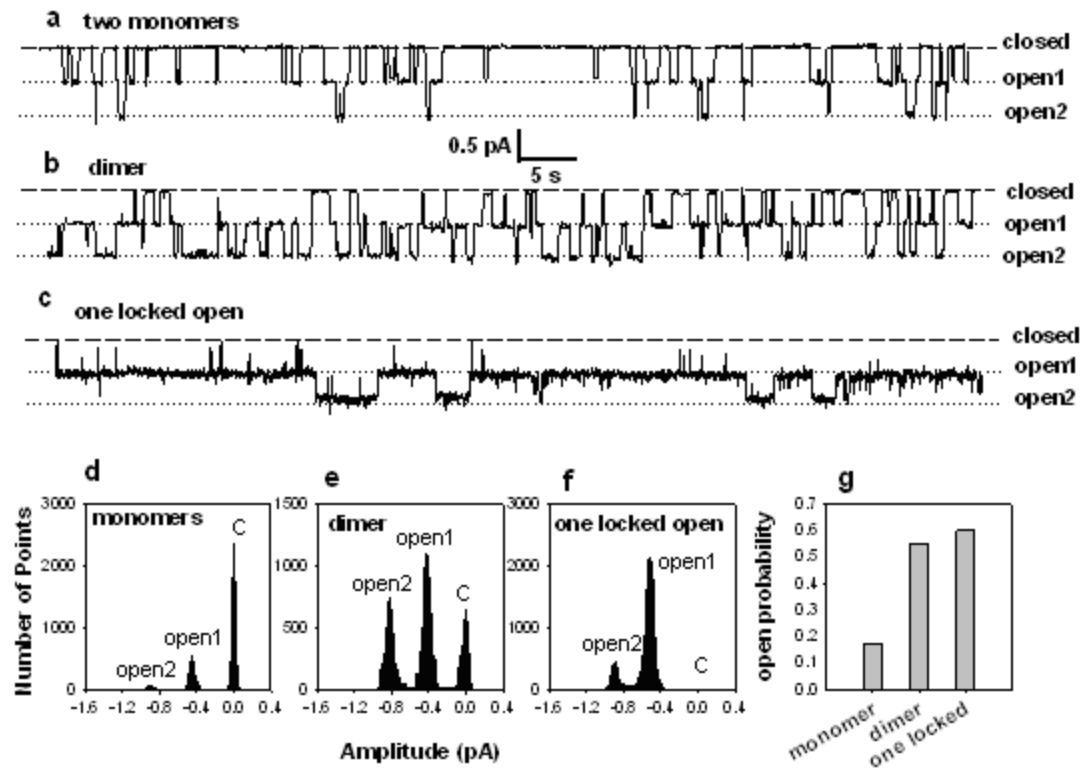 a two monomers
closed
open1
open2
0.5 pA
5 s
b dimer
closed
open1
open2
c one locked open
closed
open1
open2
d
e
f
g
3000
2000
1000
0
monomers
C
open1
open2
-1.6 -1.2 -0.8 -0.4 0.0 0.4
1500
1000
500
0
dimer
open1
open2
C
-1.6 -1.2 -0.8 -0.4 0.0 0.4
3000
2000
1000
0
one locked open
open1
open2
C
-1.6 -1.2 -0.8 -0.4 0.0 0.4
Number of Points
Amplitude (pA)
open probability
0.7
0.6
0.5
0.4
0.3
0.2
0.1
0.0
monomer
dimer
one locked